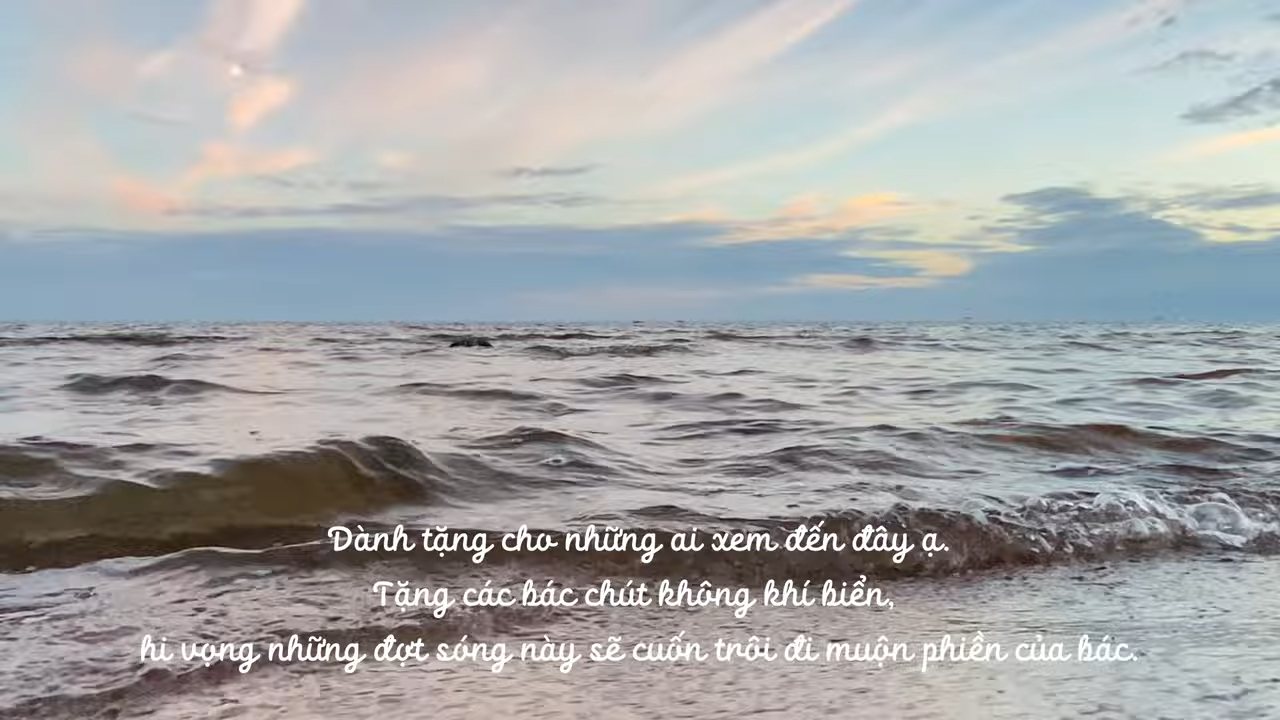 Dành tặng cho những ai xem đến đây ạ.
Tặng các bác chút không khí biển,
hi vọng những đợt sóng này sẽ cuốn trôi đi muộn phiền của bác.